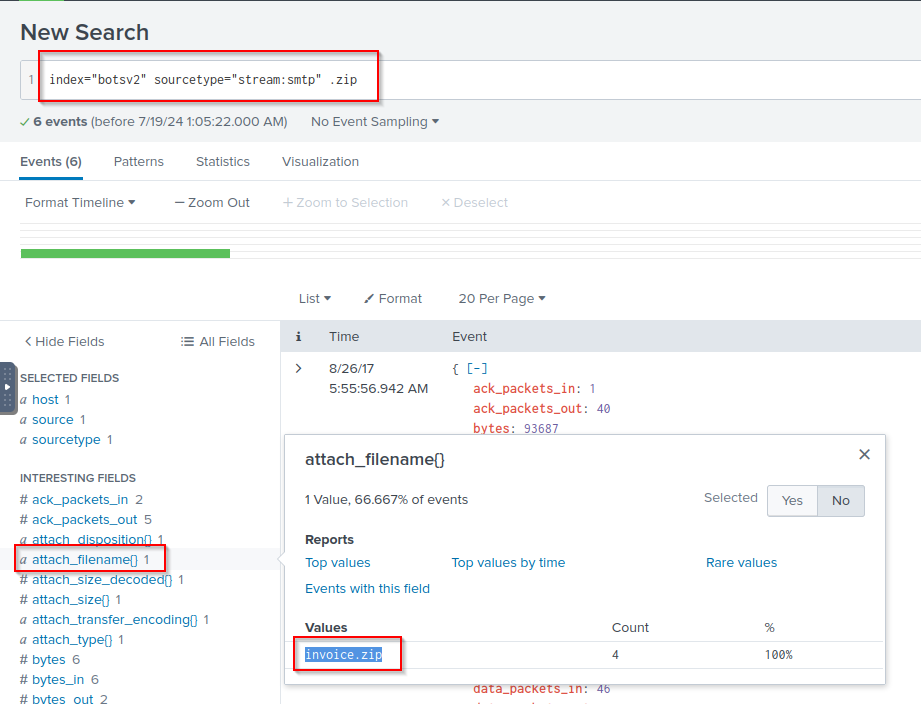 New Search
1 index="botsv2" sourcetype="stream:smtp" .zip
✓ 6 events (before 7/19/24 1:05:22.000 AM) No Event Sampling ▾
Events (6) Patterns Statistics Visualization
Format Timeline ▾ — Zoom Out + Zoom to Selection × Deselect
List ▾ Format 20 Per Page ▾
< Hide Fields All Fields
i Time Event
SELECTED FIELDS
a host 1
a source 1
a sourcetype 1
INTERESTING FIELDS
# ack_packets_in 2
# ack_packets_out 5
a attach_disposition{} 1
a attach_filename{} 1
# attach_size_decoded{} 1
# attach_size{} 1
a attach_transfer_encoding{} 1
a attach_type{} 1
# bytes 6
# bytes_in 6
# bytes_out 2
> 8/26/17 { [-]
5:55:56.942 AM ack_packets_in: 1
ack_packets_out: 40
bytes: 93687
attach_filename{} ×
1 Value, 66.667% of events Selected Yes No
Reports
Top values Top values by time Rare values
Events with this field
Values Count %
invoice.zip 4 100%
data_packets_in: 46